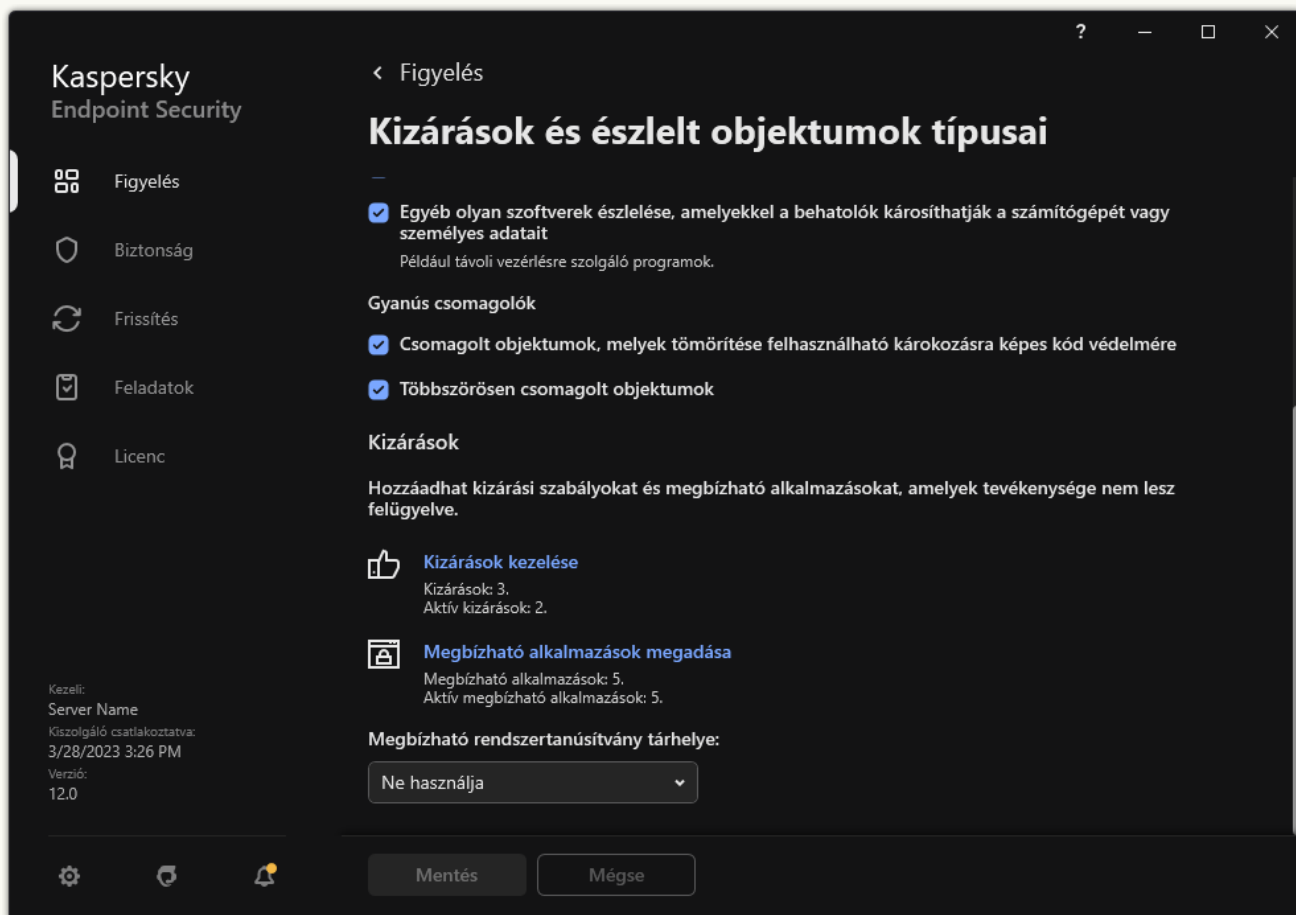 ?
Kaspersky
Endpoint Security
Figyelés
Biztonság
Frissítés
Feladatok
Licenc
Kezeli:
Server Name
Kiszolgáló csatlakoztatva:
3/28/2023 3:26 PM
Verzió:
12.0
Figyelés
Kizárások és észlelt objektumok típusai
Egyéb olyan szoftverek észlelése, amelyekkel a behatolók károsíthatják a számítógépét vagy
személyes adatait
Például távoli vezérlésre szolgáló programok.
Gyanús csomagolók
Csomagolt objektumok, melyek tömörítése felhasználható károkozásra képes kód védelmére
Többszörösen csomagolt objektumok
Kizárások
Hozzáadhat kizárási szabályokat és megbízható alkalmazásokat, amelyek tevékenysége nem lesz
felügyelve.
Kizárások kezelése
Kizárások: 3.
Aktív kizárások: 2.
Megbízható alkalmazások megadása
Megbízható alkalmazások: 5.
Aktív megbízható alkalmazások: 5.
Megbízható rendszertanúsítvány tárhelye:
Ne használja
Mentés
Mégse